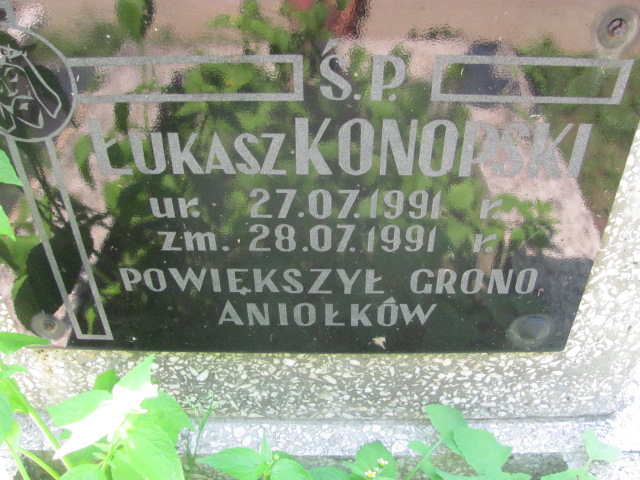 Ś.P.
ŁUKASZ KONOPSKI
ur. 27.07.1991 r.
zm. 28.07.1991 r.
POWIĘKSZYŁ GRONO
ANIOŁKÓW